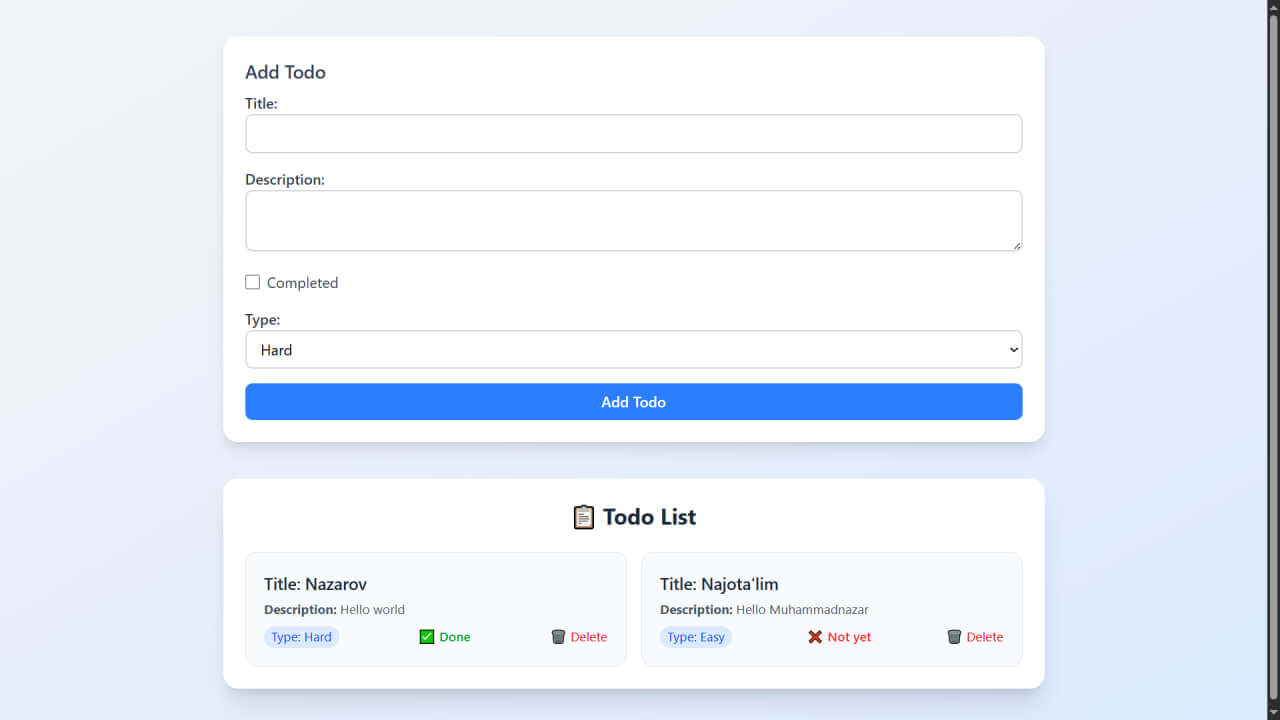 Add Todo
Title:
Description:
Completed
Type:
Hard
Add Todo
📋 Todo List
Title: Nazarov
Description: Hello world
Type: Hard ✅ Done 🗑️ Delete
Title: Najota'lim
Description: Hello Muhammadnazar
Type: Easy ❌ Not yet 🗑️ Delete